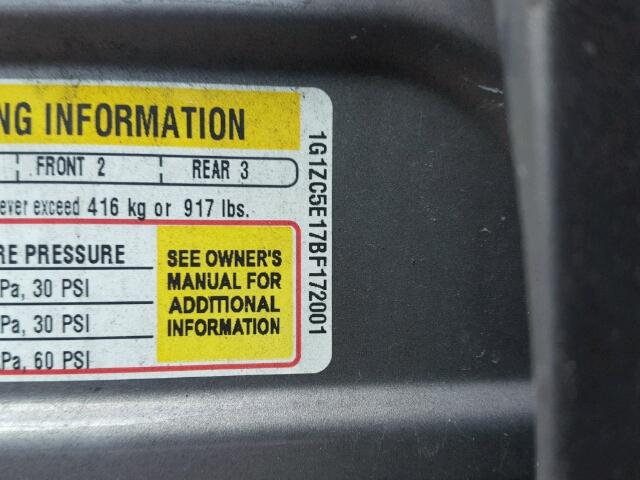 NG INFORMATION
FRONT 2 REAR 3
ever exceed 416 kg or 917 lbs.
RE PRESSURE
Pa, 30 PSI
Pa, 30 PSI
Pa, 60 PSI
SEE OWNER'S
MANUAL FOR
ADDITIONAL
INFORMATION
1G1ZC5E17BF172001